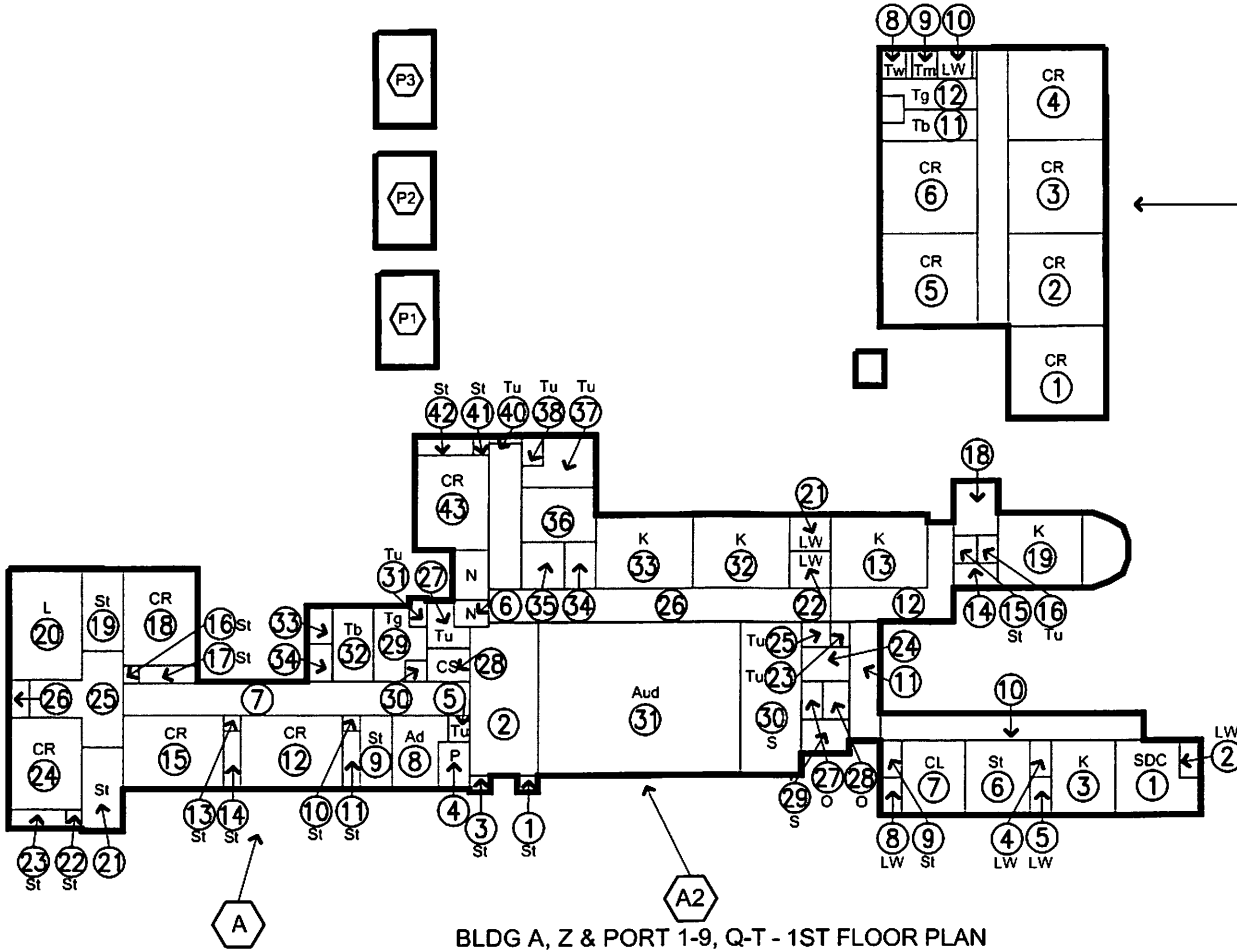 8 9 10
P3
Tw Tm LW
CR
4
Tg 12
Tb 11
P2
CR
6
CR
3
CR
5
CR
2
P1
CR
1
St St Tu Tu Tu
42 41 40 38 37
18
CR
43
36
21
LW
LW
K
33
K
32
K
13
K
19
Tu
31 27
N
35 34
26
22
12
14 15 16
St Tu
N
6
L
20
St
19
CR
18
16 St
17 St
33
34
Tb
32
Tg
29
Tu
CS
28
30
Tu
25
24
Tu
23
11
26
25
7
5
Tu
2
Aud
31
30
S
10
CR
24
CR
15
CR
12
St
9
Ad
8
P
St
21
CL
7
St
6
K
3
SDC
1
LW
2
23
St
22
St
13
St
14
St
10
St
11
St
4
3
St
1
St
29
S
27
O
28
O
8
LW
9
St
4
LW
5
LW
A
A2
BLDG A, Z & PORT 1-9, Q-T - 1ST FLOOR PLAN